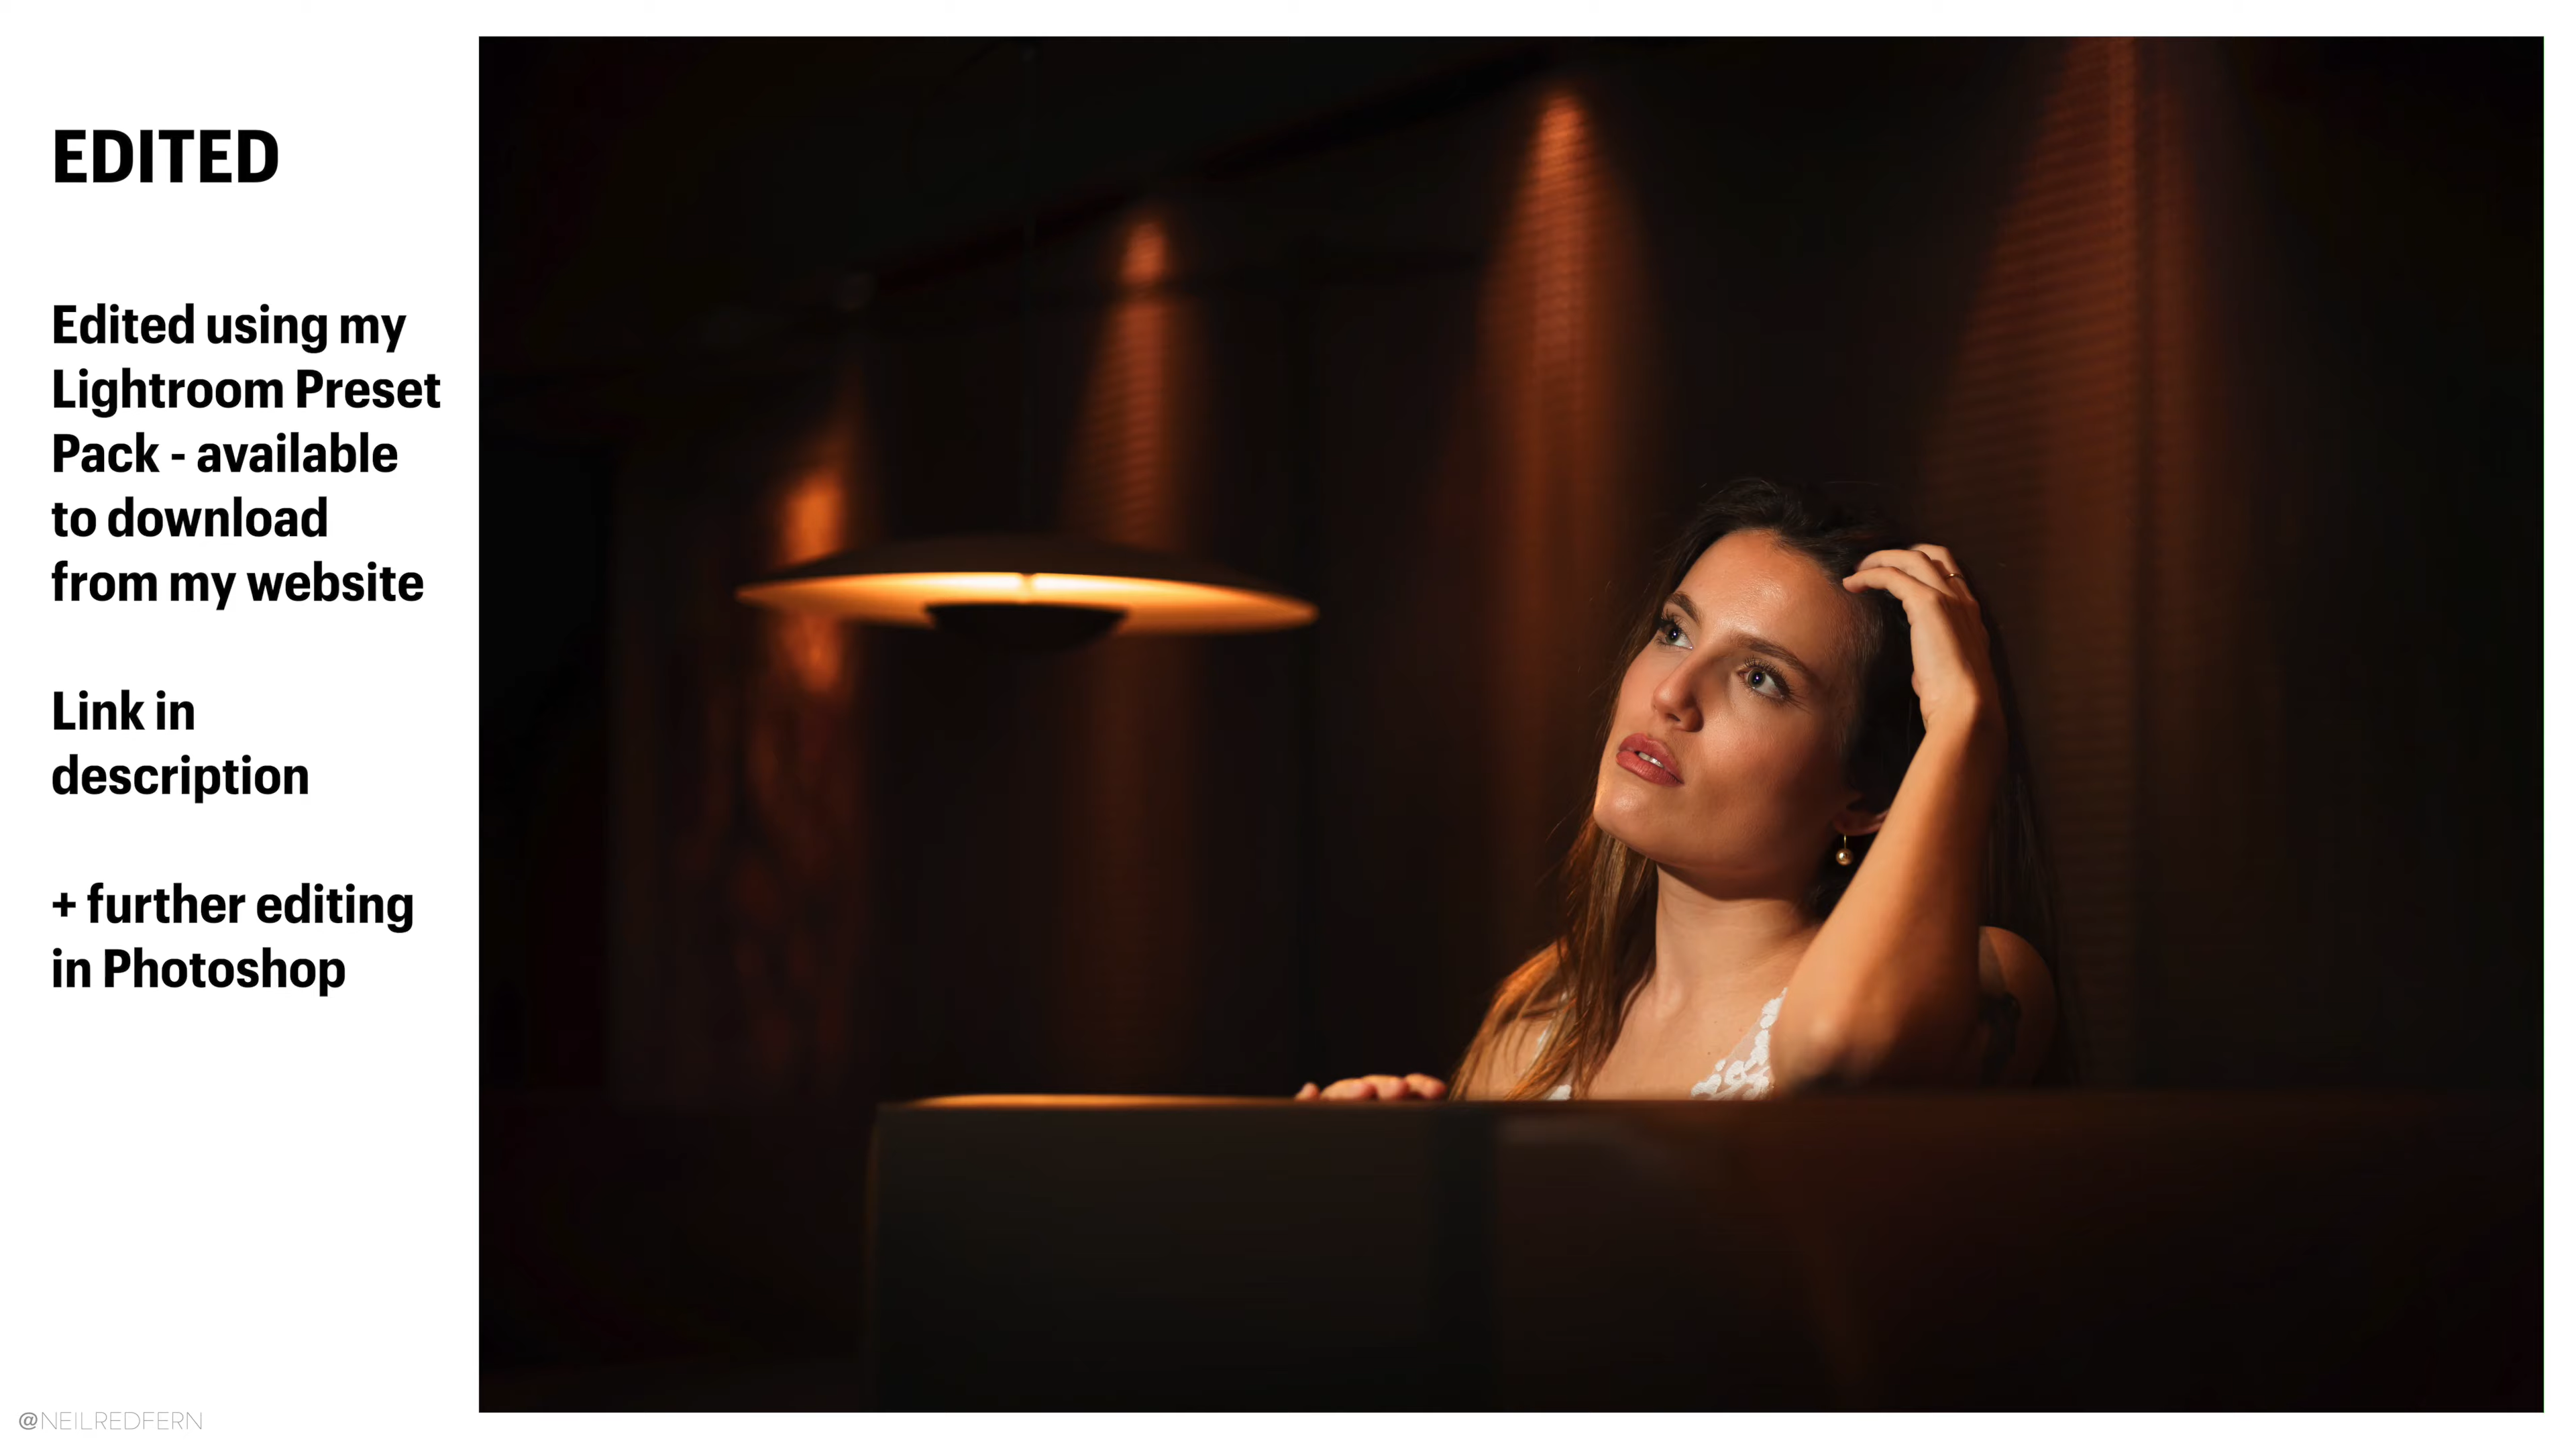 EDITED
Edited using my
Lightroom Preset
Pack - available
to download
from my website
Link in
description
+ further editing
in Photoshop
@NEILREDFERN